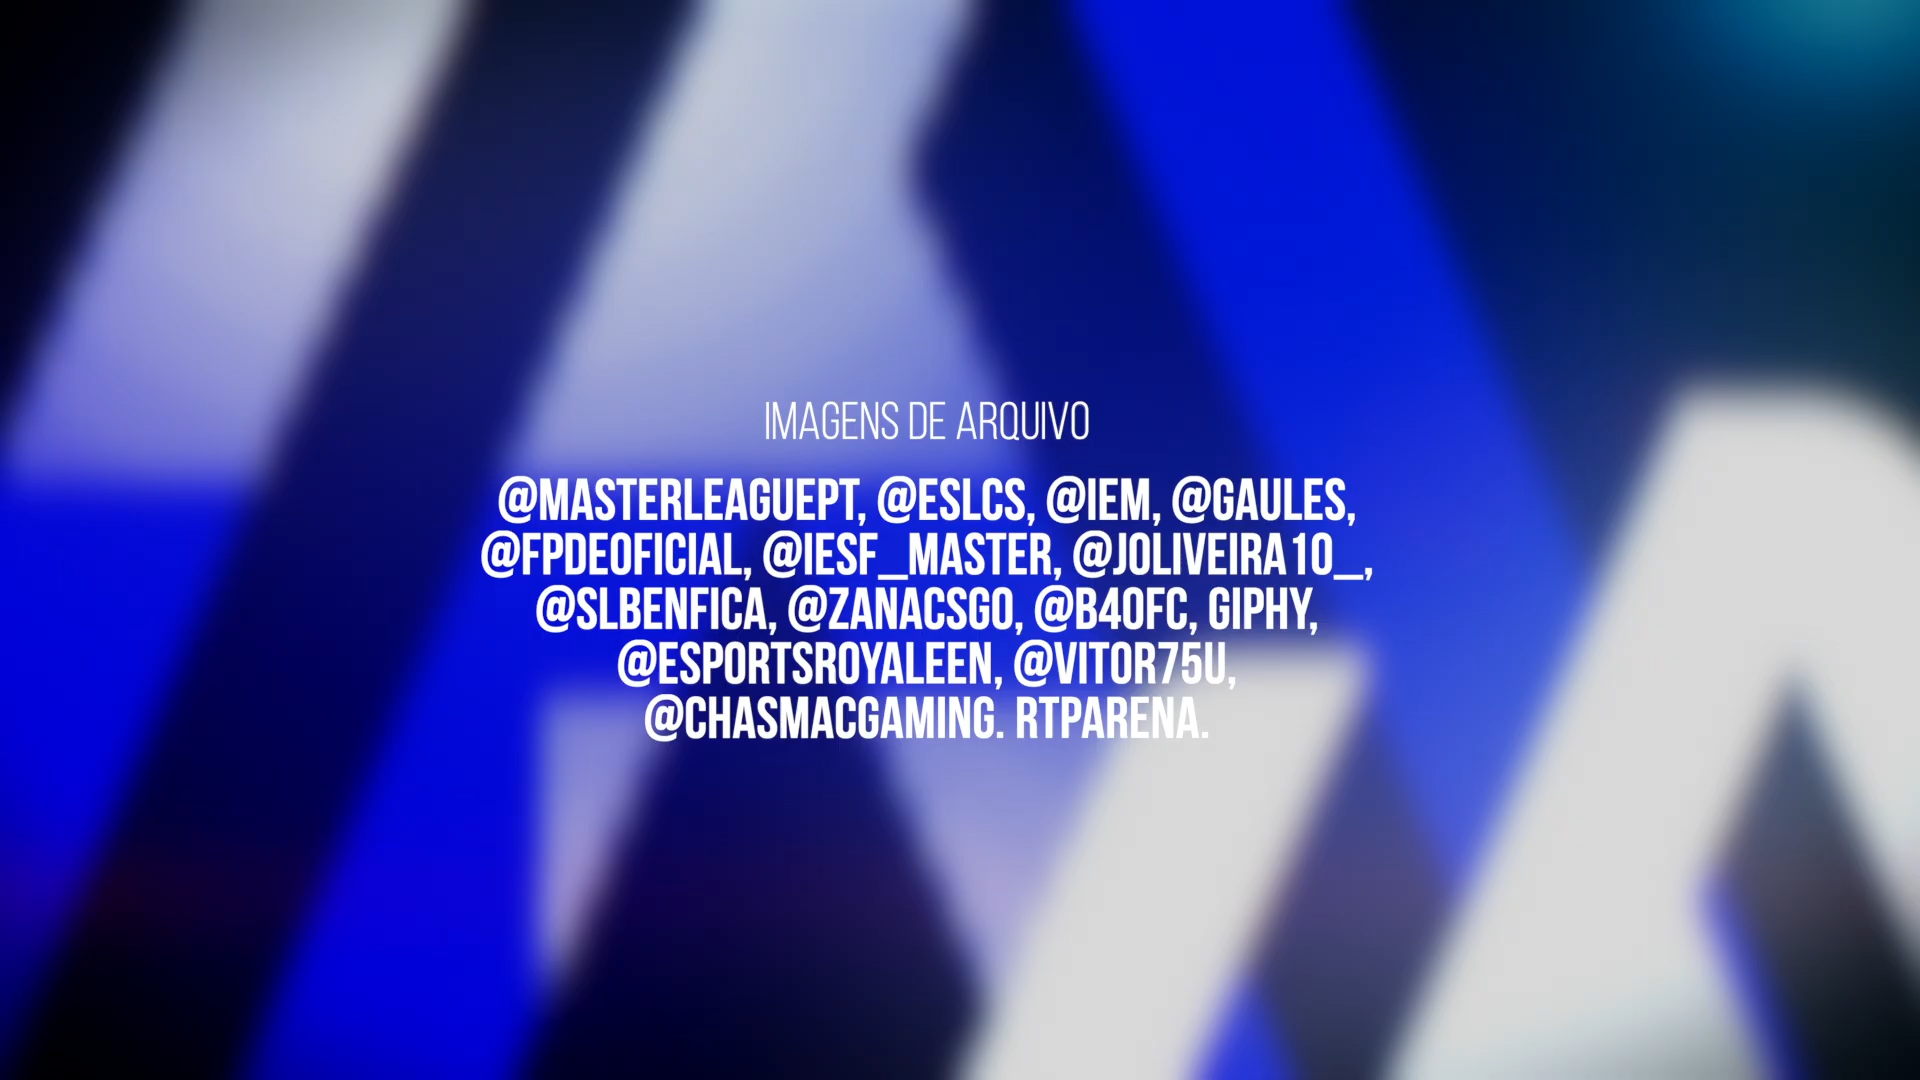 IMAGENS DE ARQUIVO
@MASTERLEAGUEPT, @ESLCS, @IEM, @GAULES,
@FPDEOFICIAL, @IESF_MASTER, @JOLIVEIRA10_,
@SLBENFICA, @ZANACSGO, @B4OFC, GIPHY,
@ESPORTSROYALEEN, @VITOR75U,
@CHASMACGAMING. RTPARENA.